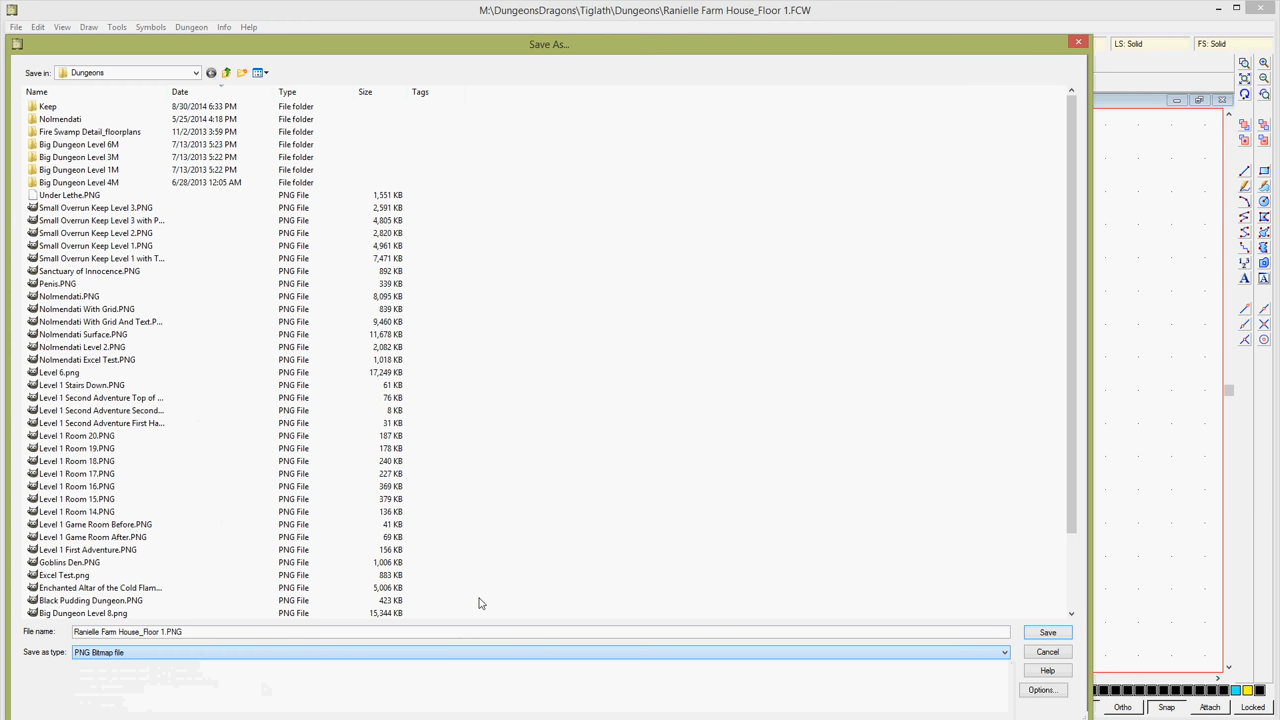 M:\DungeonsDragons\Tiglath\Dungeons\Ranielle Farm House_Floor 1.FCW
File Edit View Draw Tools Symbols Dungeon Info Help
Save As...
LS: Solid FS: Solid
Save in: Dungeons
Name Date Type Size Tags
Keep 8/30/2014 6:33 PM File folder
Nolmendati 5/25/2014 4:18 PM File folder
Fire Swamp Detail_floorplans 11/2/2013 3:59 PM File folder
Big Dungeon Level 6M 7/13/2013 5:23 PM File folder
Big Dungeon Level 3M 7/13/2013 5:22 PM File folder
Big Dungeon Level 1M 7/13/2013 5:22 PM File folder
Big Dungeon Level 4M 6/28/2013 12:05 AM File folder
Under Lethe.PNG PNG File 1,551 KB
Small Overrun Keep Level 3.PNG PNG File 2,591 KB
Small Overrun Keep Level 3 with P... PNG File 4,805 KB
Small Overrun Keep Level 2.PNG PNG File 2,820 KB
Small Overrun Keep Level 1.PNG PNG File 4,961 KB
Small Overrun Keep Level 1 with T... PNG File 7,471 KB
Sanctuary of Innocence.PNG PNG File 892 KB
Penis.PNG PNG File 339 KB
Nolmendati.PNG PNG File 8,095 KB
Nolmendati With Grid.PNG PNG File 839 KB
Nolmendati With Grid And Text.P... PNG File 9,460 KB
Nolmendati Surface.PNG PNG File 11,678 KB
Nolmendati Level 2.PNG PNG File 2,082 KB
Nolmendati Excel Test.PNG PNG File 1,018 KB
Level 6.png PNG File 17,249 KB
Level 1 Stairs Down.PNG PNG File 61 KB
Level 1 Second Adventure Top of ... PNG File 76 KB
Level 1 Second Adventure Second... PNG File 8 KB
Level 1 Second Adventure First Ha... PNG File 31 KB
Level 1 Room 20.PNG PNG File 187 KB
Level 1 Room 19.PNG PNG File 178 KB
Level 1 Room 18.PNG PNG File 240 KB
Level 1 Room 17.PNG PNG File 227 KB
Level 1 Room 16.PNG PNG File 369 KB
Level 1 Room 15.PNG PNG File 379 KB
Level 1 Room 14.PNG PNG File 136 KB
Level 1 Game Room Before.PNG PNG File 41 KB
Level 1 Game Room After.PNG PNG File 69 KB
Level 1 First Adventure.PNG PNG File 156 KB
Goblins Den.PNG PNG File 1,006 KB
Excel Test.png PNG File 883 KB
Enchanted Altar of the Cold Flam... PNG File 5,006 KB
Black Pudding Dungeon.PNG PNG File 423 KB
Big Dungeon Level 8.png PNG File 15,344 KB
File name: Ranielle Farm House_Floor 1.PNG Save
Save as type: PNG Bitmap file Cancel
Help
Options...
Ortho Snap Attach Locked